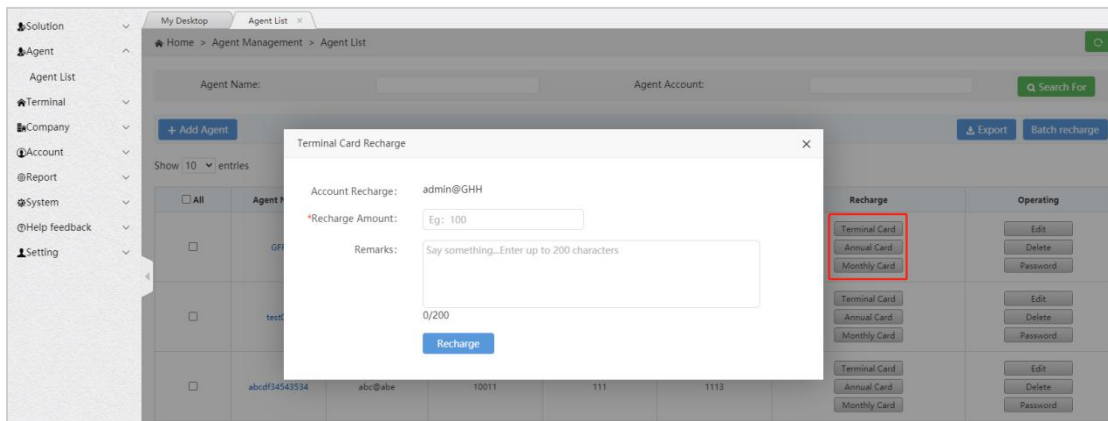 Solution
Agent
Agent List
Terminal
Company
Account
Report
System
Help feedback
Setting
My Desktop
Agent List ×
Home > Agent Management > Agent List
Agent Name:
Agent Account:
Search For
+ Add Agent
Export
Batch recharge
Show 10 entries
All
Agent
Recharge
Operating
Terminal Card Recharge ×
Account Recharge: admin@GHH
*Recharge Amount: Eg: 100
Remarks: Say something...Enter up to 200 characters
0/200
Recharge
Terminal Card
Edit
Annual Card
Delete
Monthly Card
Password
Terminal Card
Edit
Annual Card
Delete
Monthly Card
Password
abcdf34543534 abc@abe 10011 111 1113
Terminal Card
Edit
Annual Card
Delete
Monthly Card
Password